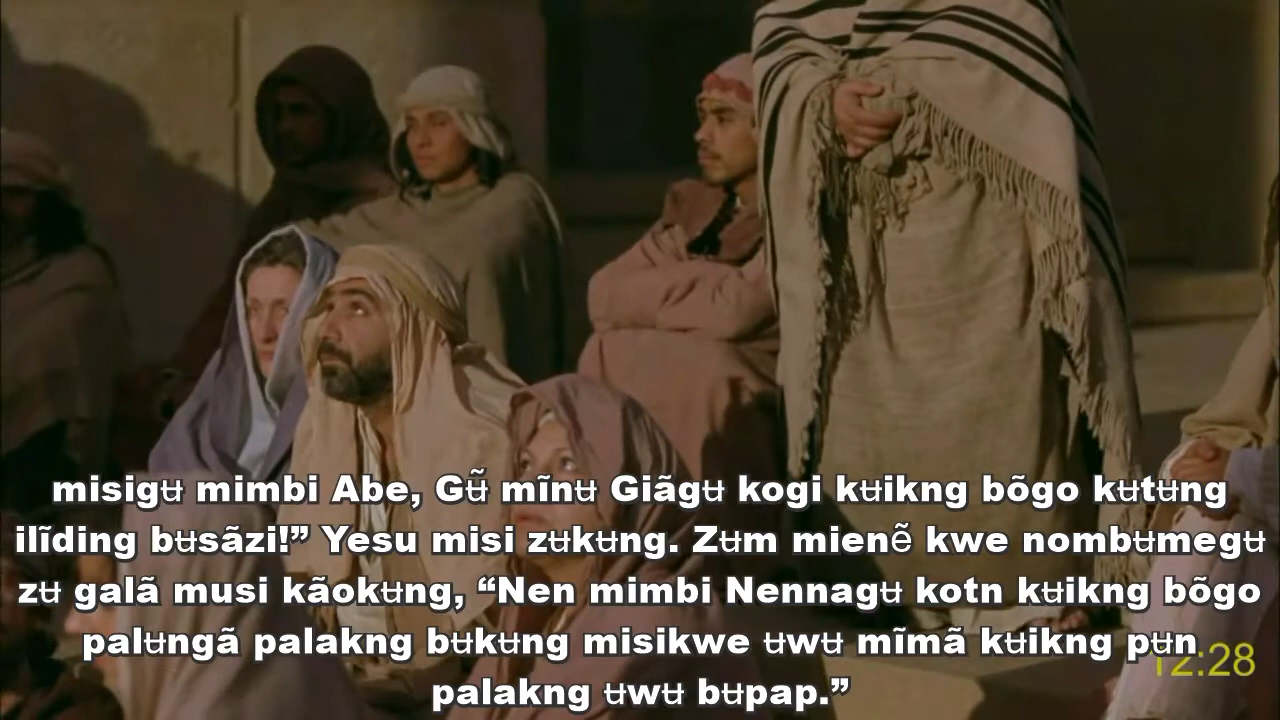 misigʉ mimbi Abe, Gʉ̃ mĩnʉ Giãgʉ kogi kʉikng bõgo kʉtʉng
ilĩding bʉsãzi!” Yesu misi zʉkʉng. Zʉm mienẽ kwe nombʉmegʉ
zʉ galã musi kãokʉng, “Nen mimbi Nennagʉ kotn kʉikng bõgo
palʉngã palakng bʉkʉng misikwe ʉwʉ mĩmã kʉikng pʉn
palakng ʉwʉ bʉpap.”
12:28